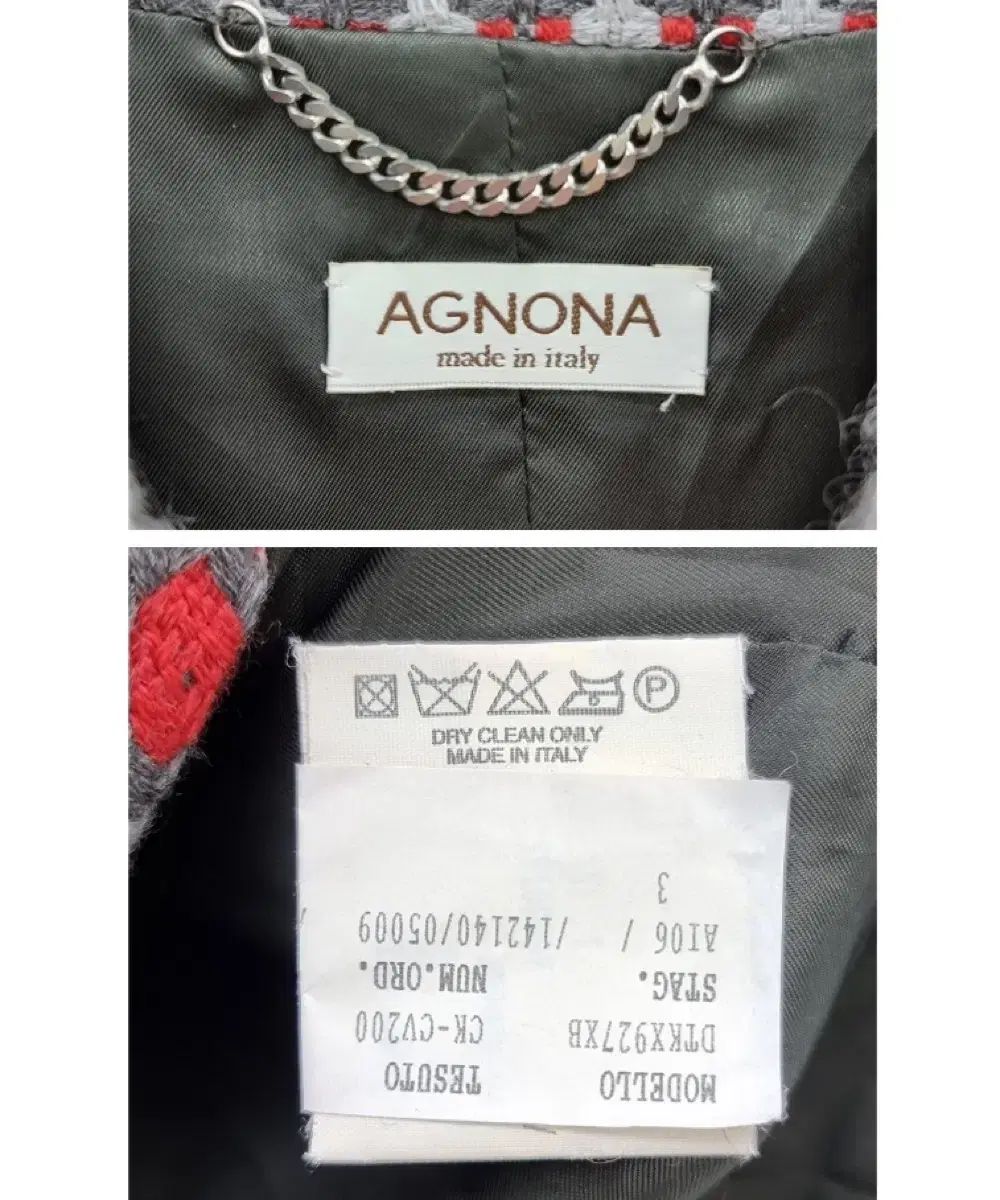 AGNONA
made in italy
P
DRY CLEAN ONLY
MADE IN ITALY
MODELLO TESUTO
DTKX927XB CK-CV200
STAG. NUM.ORD.
AI06 / /142140/05009 /
3